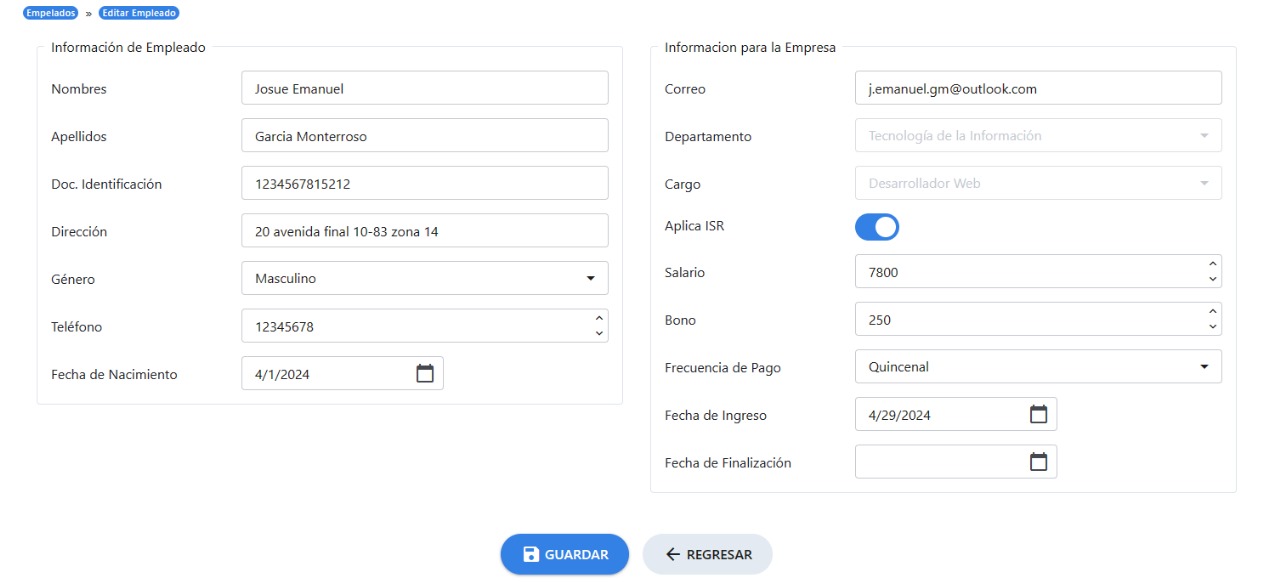 Empelados » Editar Empleado
Información de Empleado
Nombres Josue Emanuel
Apellidos Garcia Monterroso
Doc. Identificación 1234567815212
Dirección 20 avenida final 10-83 zona 14
Género Masculino
Teléfono 12345678
Fecha de Nacimiento 4/1/2024
Informacion para la Empresa
Correo j.emanuel.gm@outlook.com
Departamento Tecnología de la Información
Cargo Desarrollador Web
Aplica ISR
Salario 7800
Bono 250
Frecuencia de Pago Quincenal
Fecha de Ingreso 4/29/2024
Fecha de Finalización
GUARDAR REGRESAR